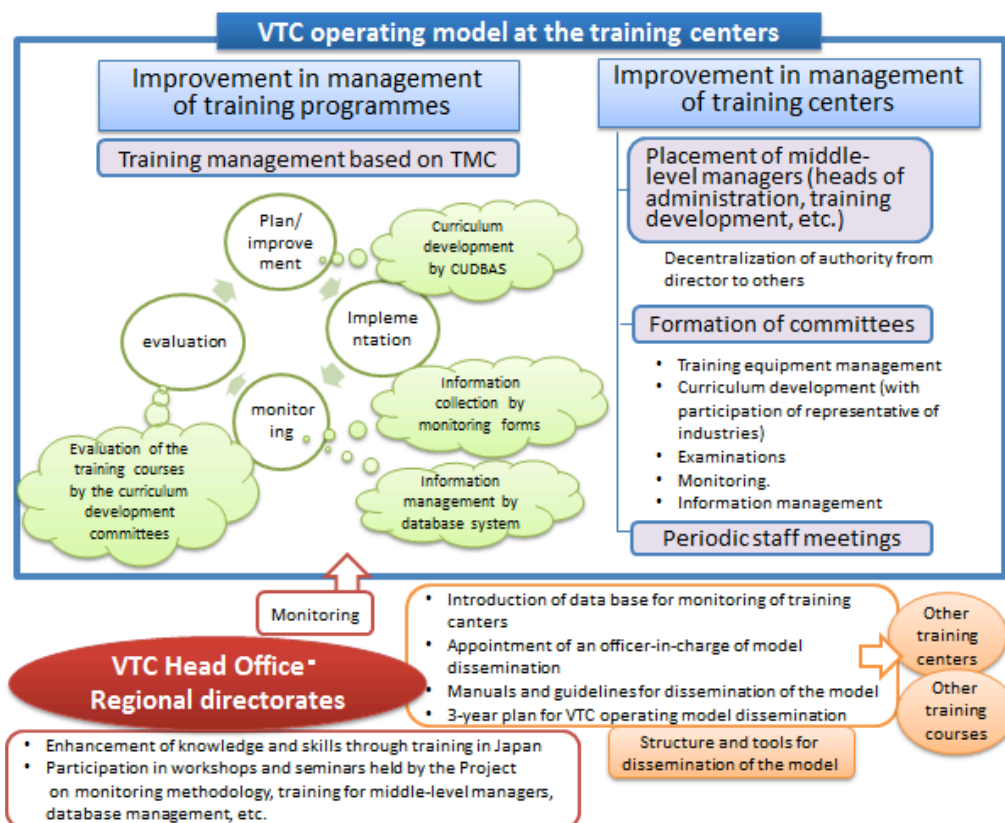 VTC operating model at the training centers
Improvement in management
of training programmes
Training management based on TMC
Plan/
improve
ment
Curriculum
development
by CUDBAS
evaluation
Impleme
ntation
monitor
ing
Information
collection by
monitoring forms
Evaluation of the
training courses
by the curriculum
development
committees
Information
management by
database system
Improvement in management
of training centers
Placement of middle-
level managers (heads of
administration, training
development, etc.)
Decentralization of authority from
director to others
Formation of committees
• Training equipment management
• Curriculum development (with
participation of representative of
industries)
• Examinations
• Monitoring.
• Information management
Periodic staff meetings
Monitoring
VTC Head Office▪
Regional directorates
• Enhancement of knowledge and skills through training in Japan
• Participation in workshops and seminars held by the Project
on monitoring methodology, training for middle-level managers,
database management, etc.
• Introduction of data base for monitoring of training
canters
• Appointment of an officer-in-charge of model
dissemination
• Manuals and guidelines for dissemination of the model
• 3-year plan for VTC operating model dissemination
Structure and tools for
dissemination of the model
Other
training
centers
Other
training
courses